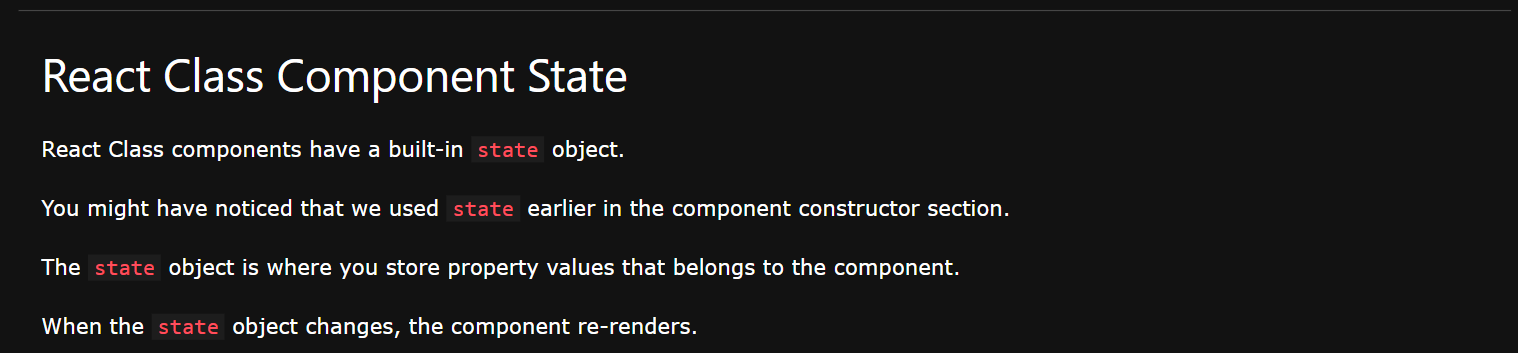 React Class Component State
React Class components have a built-in state object.
You might have noticed that we used state earlier in the component constructor section.
The state object is where you store property values that belongs to the component.
When the state object changes, the component re-renders.